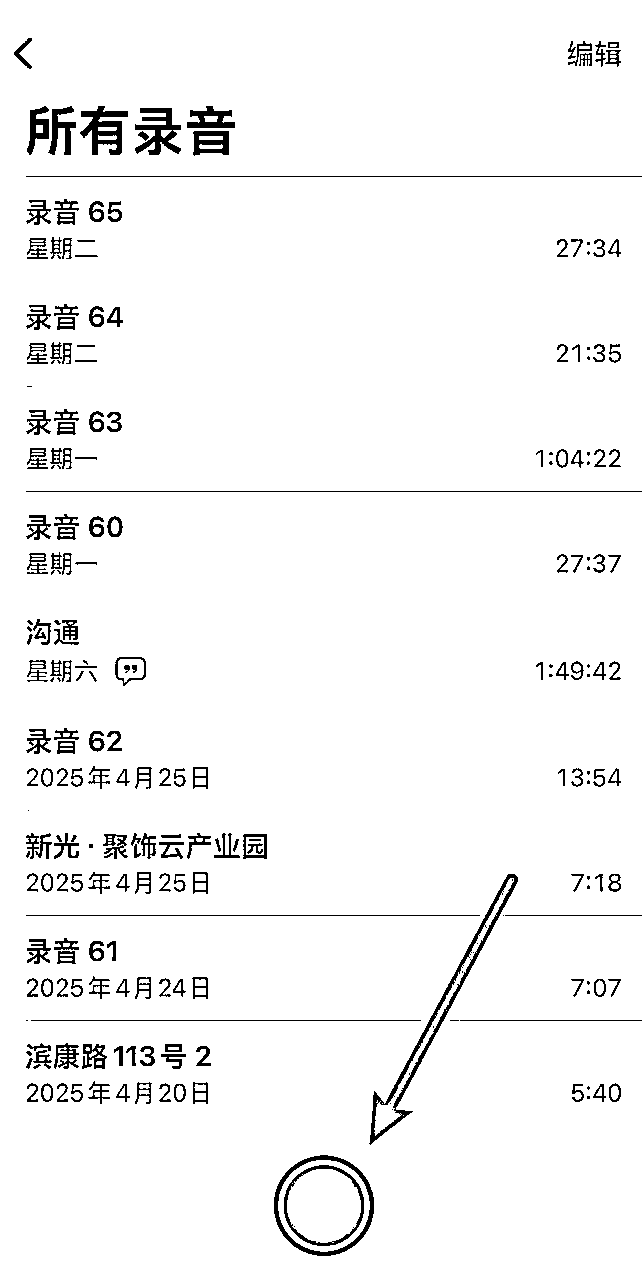 编辑
所有录音
录音 65
星期二 27:34
录音 64
星期二 21:35
录音 63
星期一 1:04:22
录音 60
星期一 27:37
沟通
星期六 1:49:42
录音 62
2025年4月25日 13:54
新光 · 聚饰云产业园
2025年4月25日 7:18
录音 61
2025年4月24日 7:07
滨康路113号 2
2025年4月20日 5:40